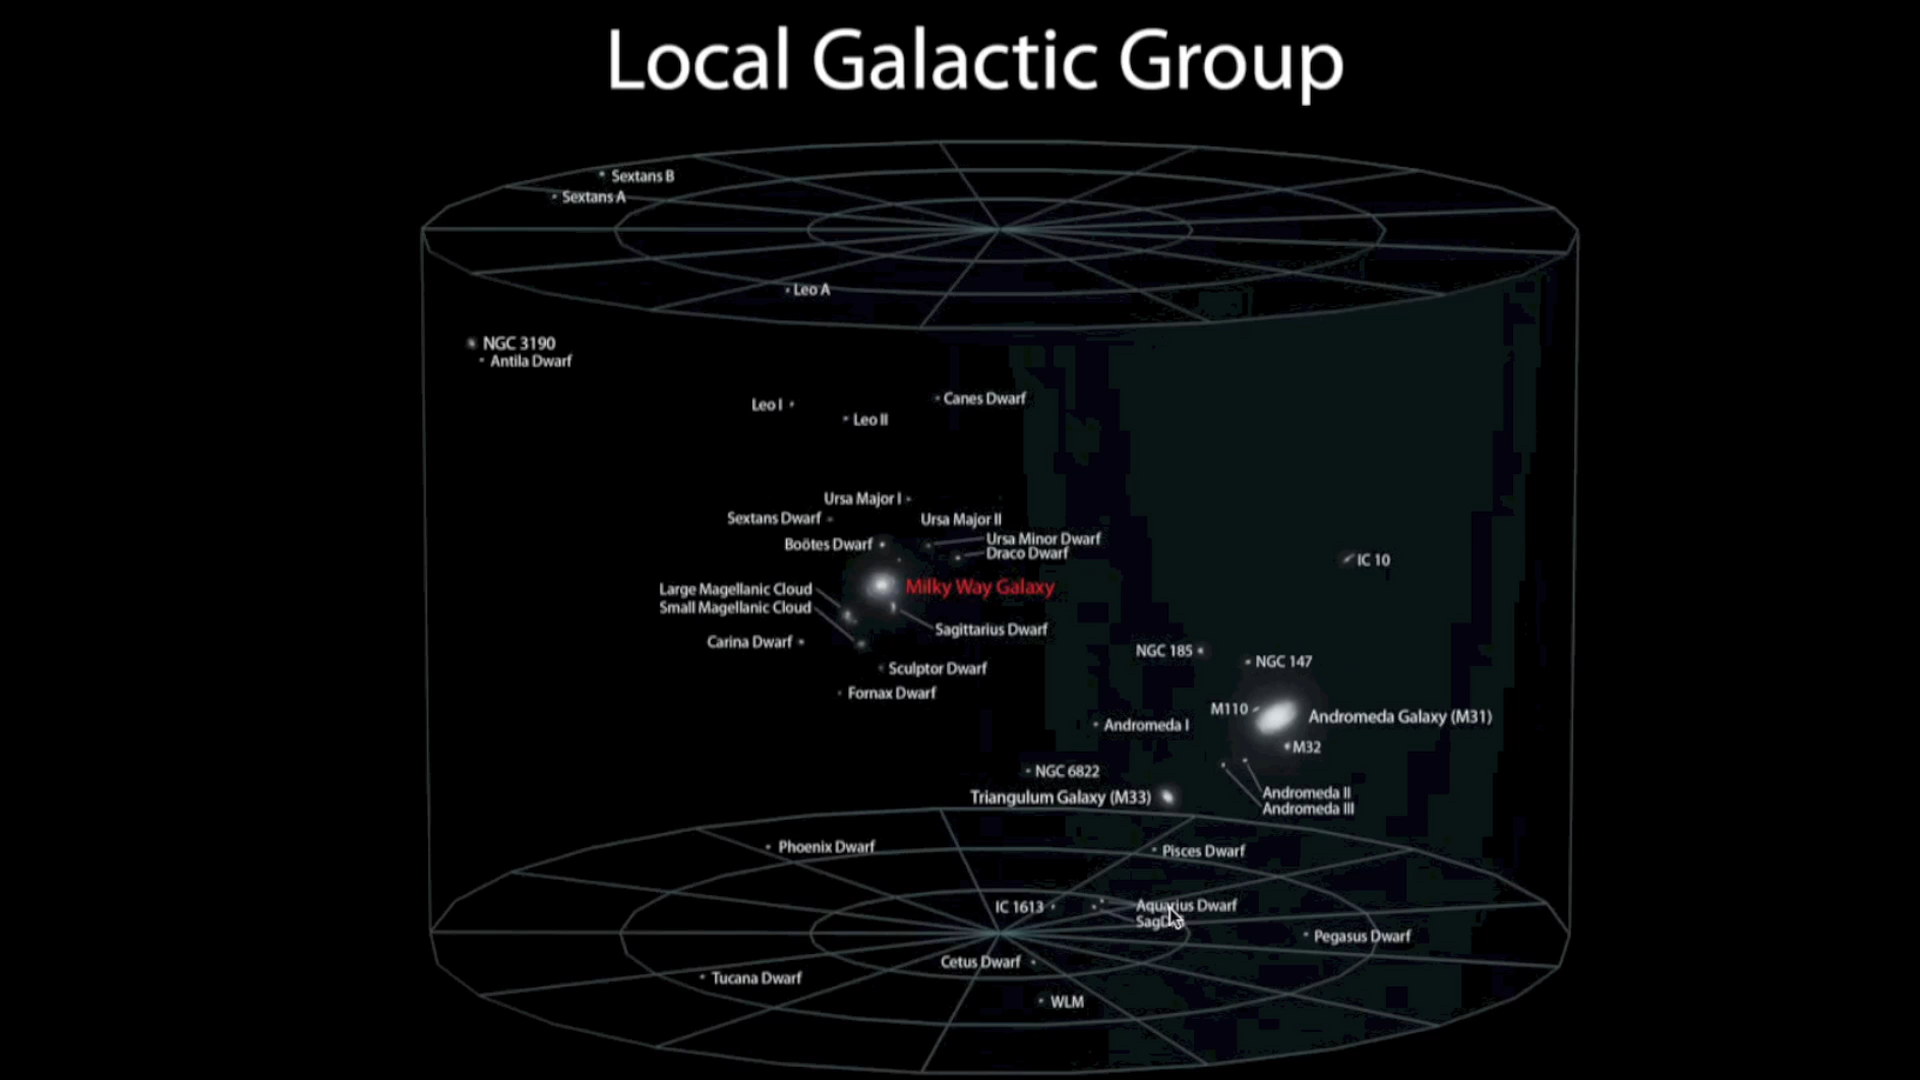 Local Galactic Group
Sextans B
Sextans A
Leo A
NGC 3190
Antila Dwarf
Canes Dwarf
Leo I
Leo II
Ursa Major I
Sextans Dwarf
Ursa Major II
Ursa Minor Dwarf
Boötes Dwarf
Draco Dwarf
IC 10
Milky Way Galaxy
Large Magellanic Cloud
Small Magellanic Cloud
Sagittarius Dwarf
Carina Dwarf
NGC 185
NGC 147
Sculptor Dwarf
Fornax Dwarf
M110
Andromeda Galaxy (M31)
Andromeda I
M32
NGC 6822
Andromeda II
Triangulum Galaxy (M33)
Andromeda III
Phoenix Dwarf
Pisces Dwarf
IC 1613
Aquarius Dwarf
Pegasus Dwarf
Cetus Dwarf
Tucana Dwarf
WLM